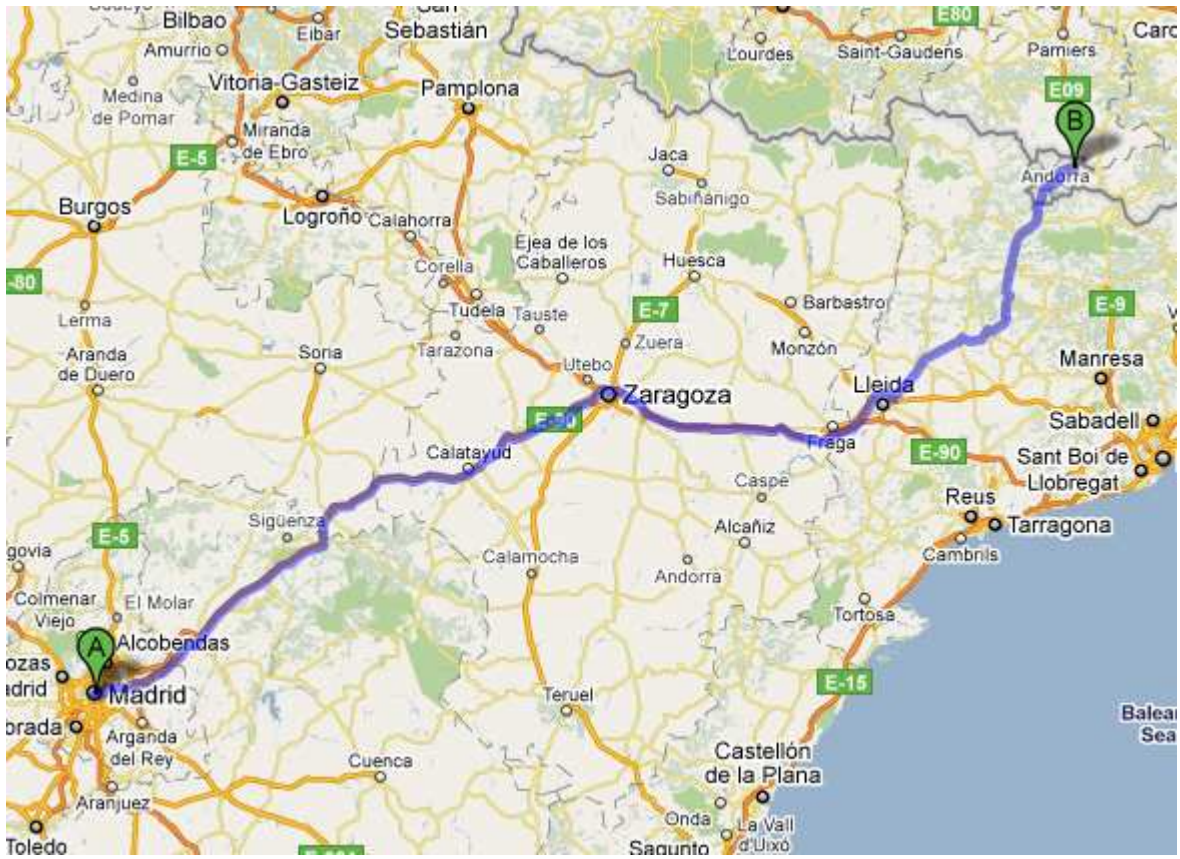 Bilbao
Eibar
San
Sebastián
E80
Amurrio
Lourdes
Saint-Gaudens
Pamiers
Vitoria-Gasteiz
Pamplona
E09
Medina
de Pomar
B
Miranda
de Ebro
E-5
Jaca
Andorra
Sabiñánigo
Burgos
Logroño
Calahorra
Ejea de los
Caballeros
Huesca
Corella
-80
Lerma
Tudela
Tauste
E-7
Barbastro
E-9
Tarazona
Zuera
Monzón
Aranda
de Duero
Soria
Utebo
Manresa
Zaragoza
Lleida
E-90
Sabadell
Fraga
Calatayud
E-90
Sant Boi de
Llobregat
Caspe
Reus
Sigüenza
Tarragona
E-5
Alcañiz
Cambrils
Calamocha
Andorra
Colmenar
Viejo
El Molar
Tortosa
A
Alcobendas
Madrid
E-15
Teruel
Arganda
del Rey
Castellón
de la Plana
Cuenca
Aranjuez
Onda
La Vall
d'Uixó
Toledo
Sagunto